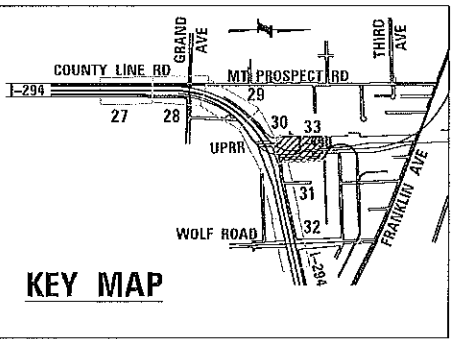 GRAND AVE
THIRD AVE
COUNTY LINE RD
MT PROSPECT RD
I-294
29
27
28
30
33
UPRR
31
FRANKLIN AVE
32
WOLF ROAD
I-294
KEY MAP